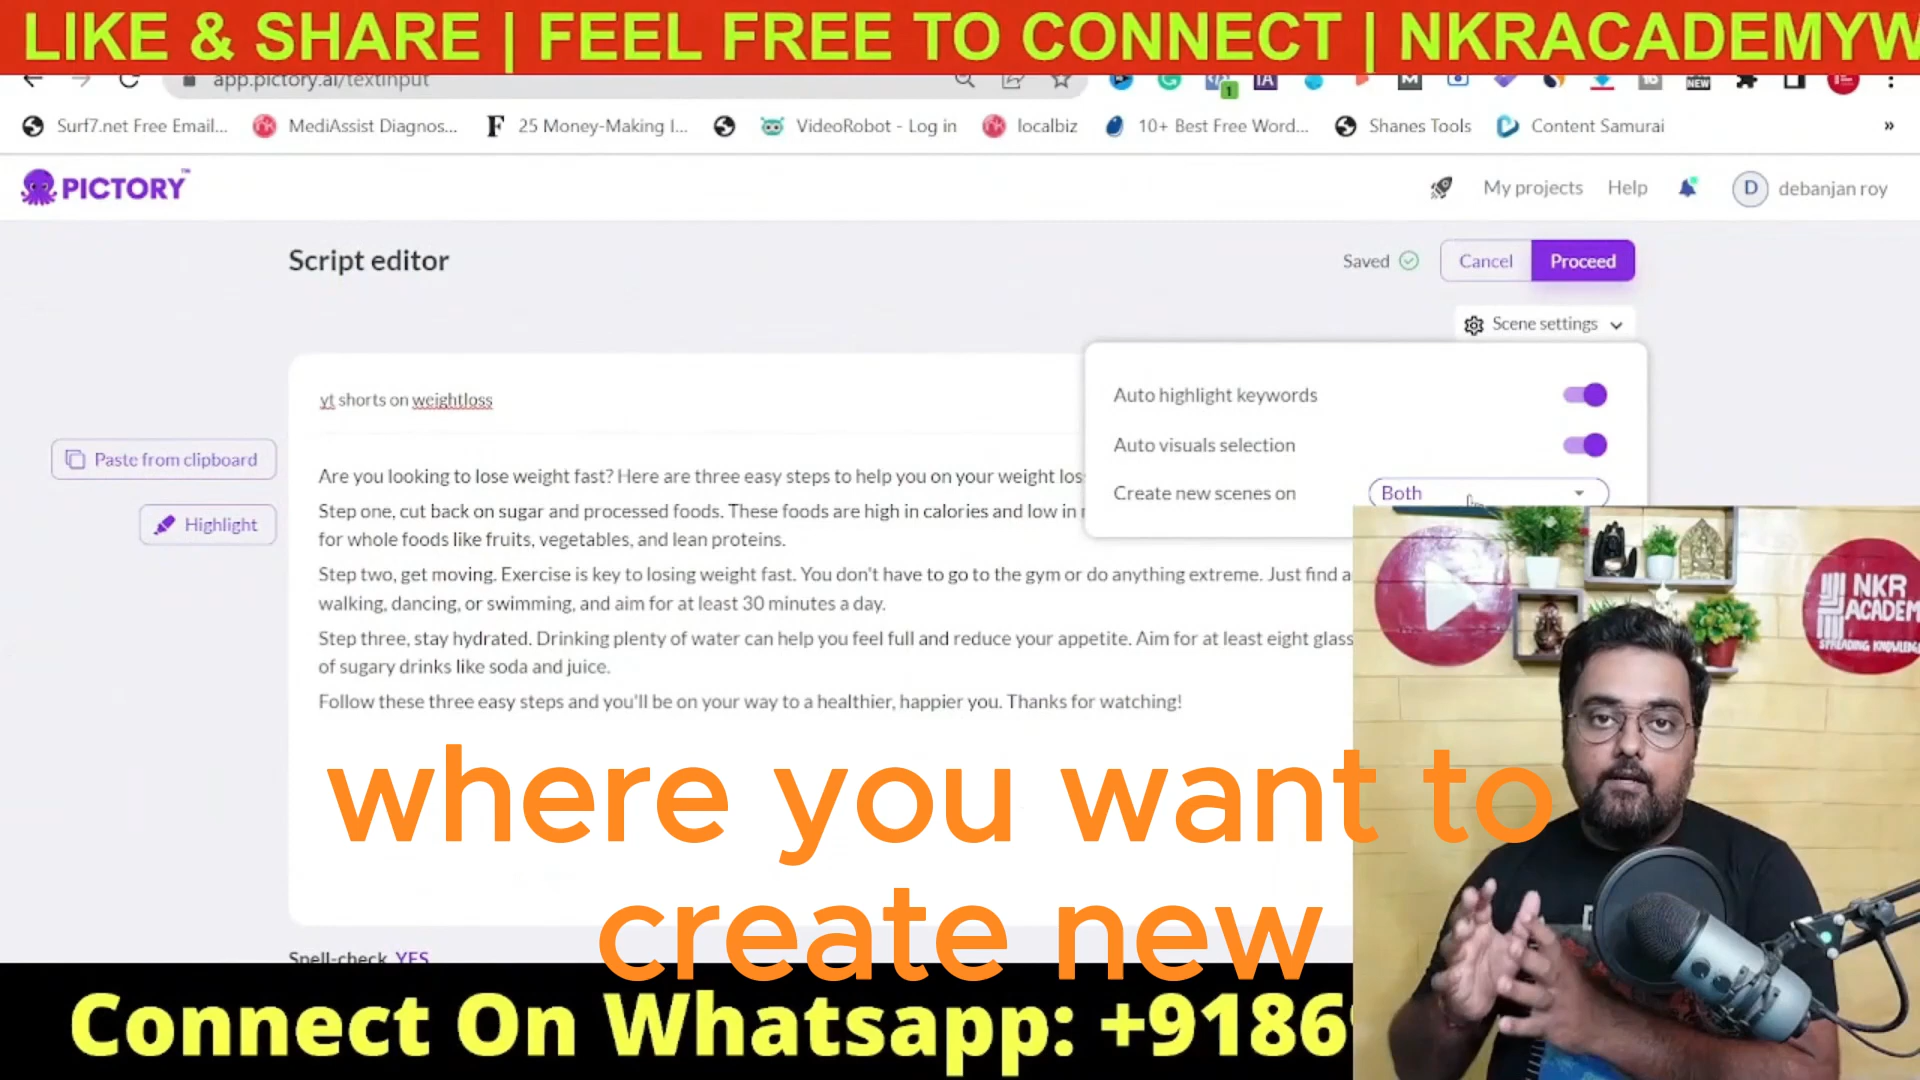 LIKE & SHARE | FEEL FREE TO CONNECT | NKRACADEMYW
app.pictory.ai/textinput
1
NEW
Surf7.net Free Email...
MediAssist Diagnos...
25 Money-Making I...
VideoRobot - Log in
localbiz
10+ Best Free Word...
Shanes Tools
Content Samurai
»
PICTORY™
My projects
Help
D
debanjan roy
Script editor
Saved
Cancel
Proceed
Scene settings
yt shorts on weightloss
Auto highlight keywords
Auto visuals selection
Create new scenes on
Both
Paste from clipboard
Highlight
Are you looking to lose weight fast? Here are three easy steps to help you on your weight los
Step one, cut back on sugar and processed foods. These foods are high in calories and low in
for whole foods like fruits, vegetables, and lean proteins.
Step two, get moving. Exercise is key to losing weight fast. You don't have to go to the gym or do anything extreme. Just find a
walking, dancing, or swimming, and aim for at least 30 minutes a day.
Step three, stay hydrated. Drinking plenty of water can help you feel full and reduce your appetite. Aim for at least eight glass
of sugary drinks like soda and juice.
Follow these three easy steps and you'll be on your way to a healthier, happier you. Thanks for watching!
NKR
ACADEM
SPREADING KNOWLEDG
where you want to
create new
Spell-check YES
Connect On Whatsapp: +9186